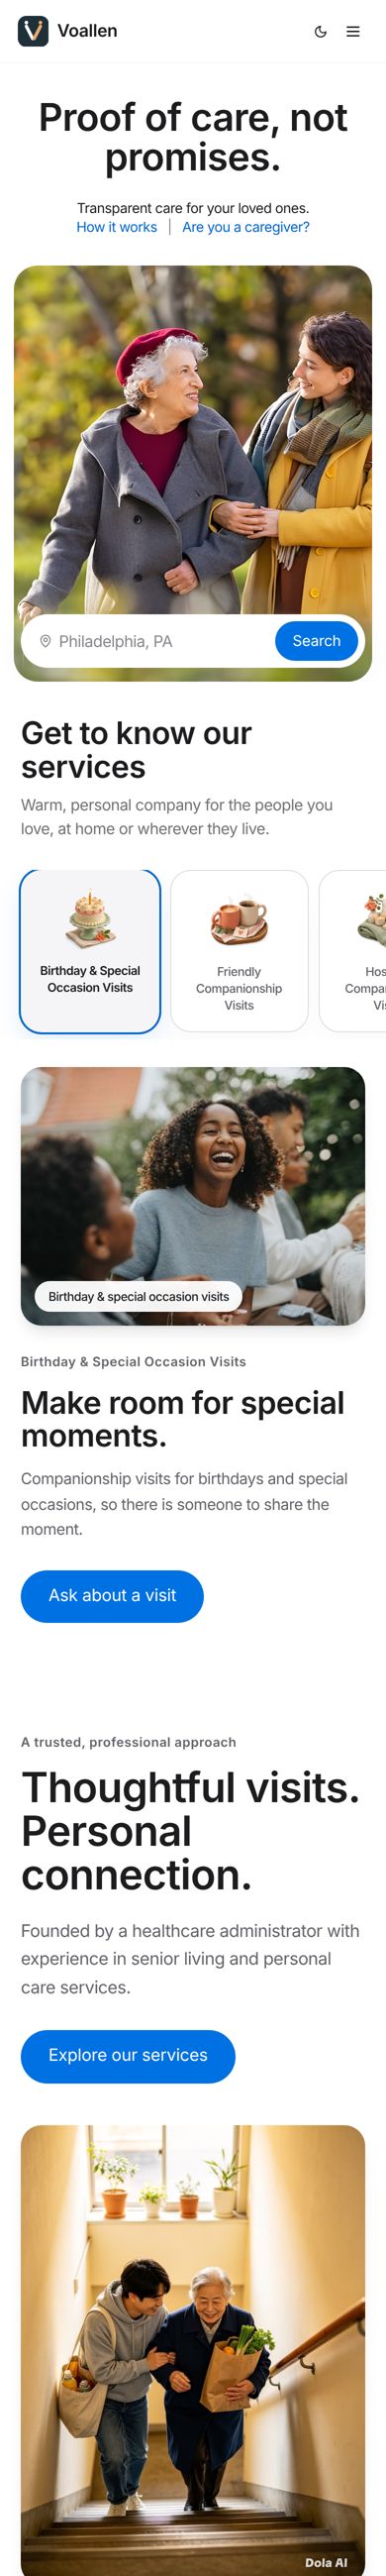 Voallen
Proof of care, not
promises.
Transparent care for your loved ones.
How it works | Are you a caregiver?
Philadelphia, PA
Search
Get to know our
services
Warm, personal company for the people you
love, at home or wherever they live.
Birthday & Special
Occasion Visits
Friendly
Companionship
Visits
Birthday & special occasion visits
Birthday & Special Occasion Visits
Make room for special
moments.
Companionship visits for birthdays and special
occasions, so there is someone to share the
moment.
Ask about a visit
A trusted, professional approach
Thoughtful visits.
Personal
connection.
Founded by a healthcare administrator with
experience in senior living and personal
care services.
Explore our services
Dola AI